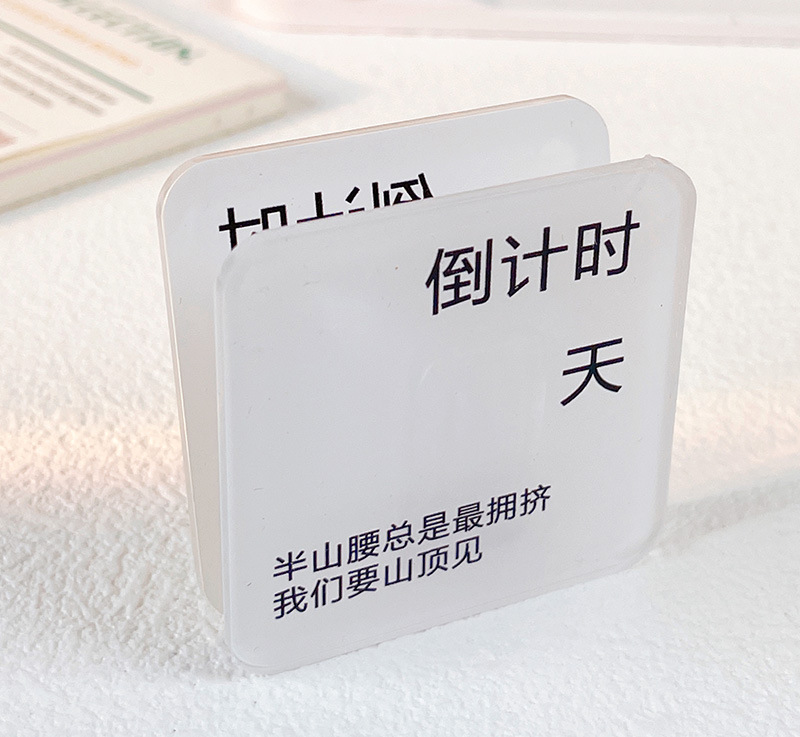 倒计时
天
半山腰总是最拥挤
我们要山顶见